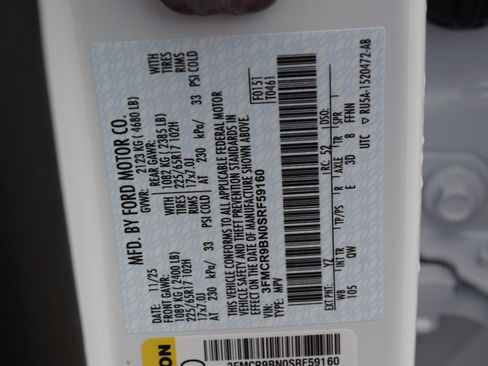 MFD. BY FORD MOTOR CO.
DATE: 11/25 GVWR: 2123 KG ( 4680 LB)
FRONT GAWR: REAR GAWR:
1089 KG (2400 LB) 1082 KG ( 2385 LB) WITH
225/65R17 102H 225/65R17 102H TIRES
17x7.0J 17x7.0J RIMS
AT 230 kPa/ 33 PSI COLD AT 230 kPa/ 33 PSI COLD
WITH
TIRES
RIMS
THIS VEHICLE CONFORMS TO ALL APPLICABLE FEDERAL MOTOR
VEHICLE SAFETY AND THEFT PREVENTION STANDARDS IN
EFFECT ON THE DATE OF MANUFACTURE SHOWN ABOVE.
VIN: 3FMCR9BN0SRF59160
TYPE: MPV
F0151
T0461
EXT PNT: YZ RC: 52 DSO:
WB INT TR TP/PS R AXLE TR SPR
105 QW E 3D 8 FFNN
UTC ▽ RU5A-1520472-AB
3FMCR9BN0SRF59160
ION